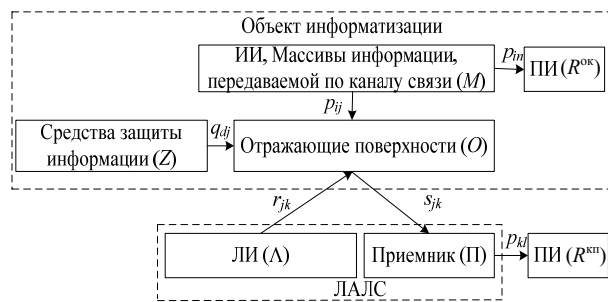 Объект информатизации
ИИ, Массивы информации,
передаваемой по каналу связи (M)
p_in
ПИ (R^ок)
p_ij
Средства защиты
информации (Z)
q_dj
Отражающие поверхности (O)
r_jk
s_jk
ЛИ (Λ)
Приемник (П)
p_kl
ПИ (R^кп)
ЛАЛС